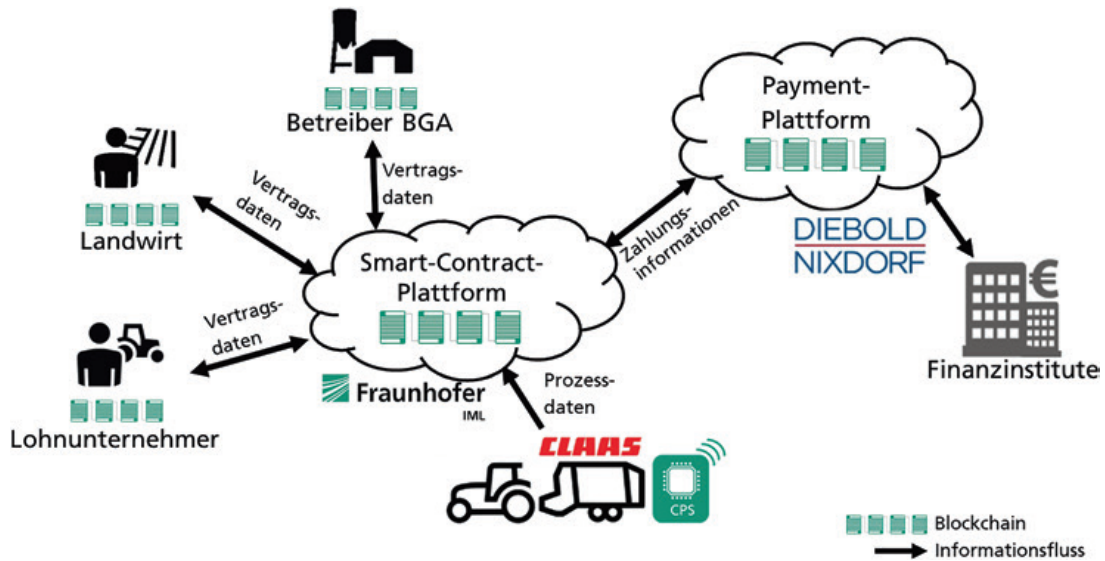 Betreiber BGA
Payment-
Plattform
Landwirt
Vertrags-
daten
Vertrags-
daten
Smart-Contract-
Plattform
Zahlungs-
informationen
DIEBOLD
NIXDORF
Vertrags-
daten
Lohnunternehmer
Fraunhofer
IML
Prozess-
daten
€
Finanzinstitute
CLAAS
CPS
Blockchain
Informationsfluss